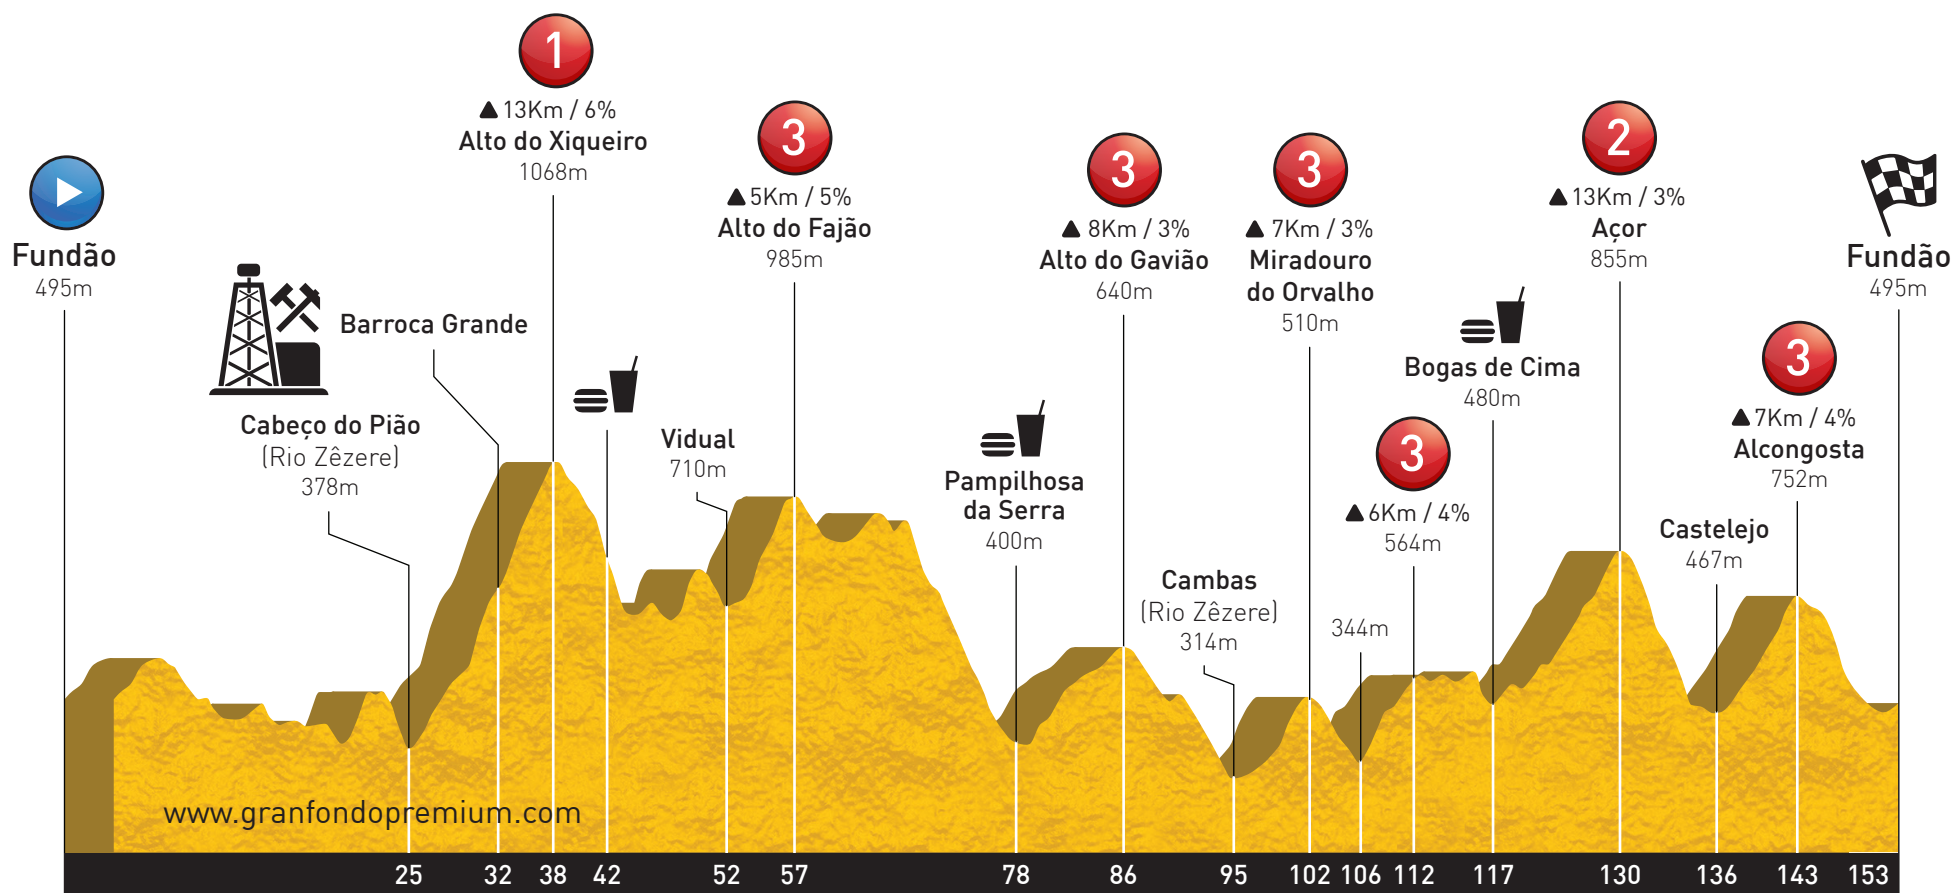 Fundão
495m
Cabeço do Pião
(Rio Zêzere)
378m
Barroca Grande
1
▲ 13Km / 6%
Alto do Xiqueiro
1068m
Vidual
710m
3
▲ 5Km / 5%
Alto do Fajão
985m
Pampilhosa
da Serra
400m
3
▲ 8Km / 3%
Alto do Gavião
640m
Cambas
(Rio Zêzere)
314m
3
▲ 7Km / 3%
Miradouro
do Orvalho
510m
344m
3
▲ 6Km / 4%
564m
Bogas de Cima
480m
2
▲ 13Km / 3%
Açor
855m
Castelejo
467m
3
▲ 7Km / 4%
Alcongosta
752m
Fundão
495m
www.granfondopremium.com
25 32 38 42 52 57 78 86 95 102 106 112 117 130 136 143 153